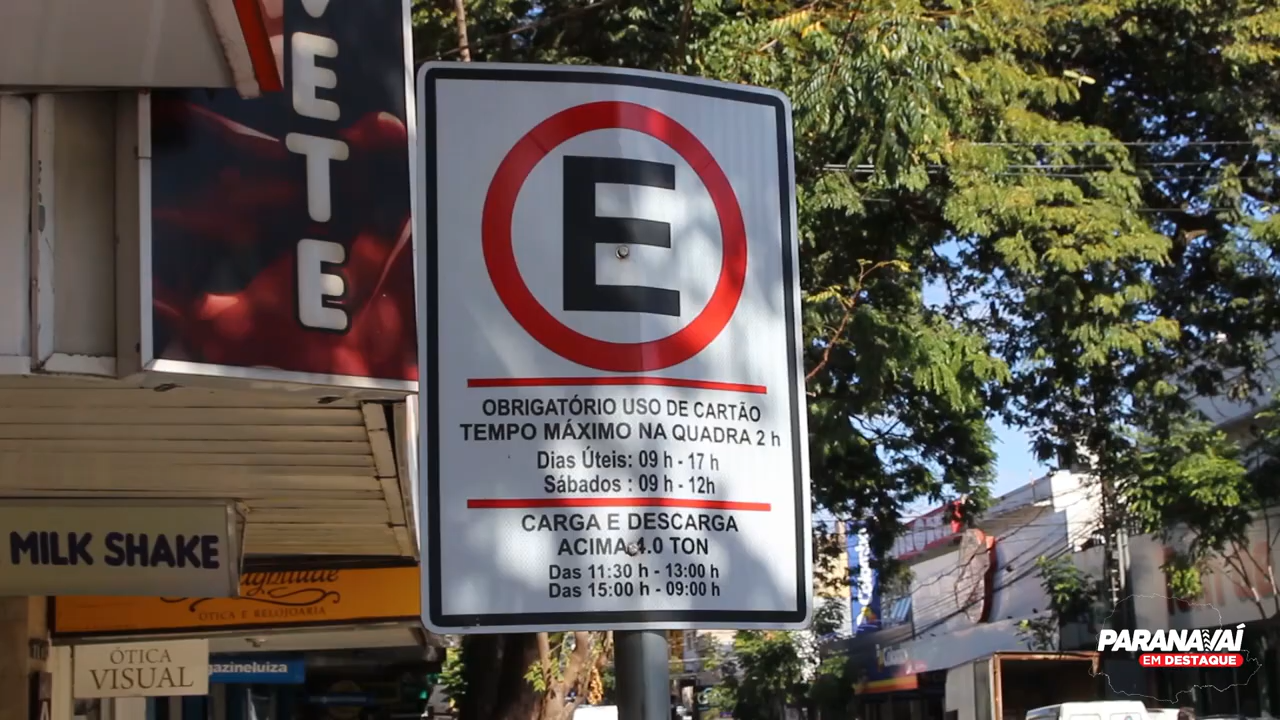 VETE
E
OBRIGATÓRIO USO DE CARTÃO
TEMPO MÁXIMO NA QUADRA 2 h
Dias Úteis: 09 h - 17 h
Sábados : 09 h - 12h
CARGA E DESCARGA
ACIMA 4.0 TON
Das 11:30 h - 13:00 h
Das 15:00 h - 09:00 h
MILK SHAKE
ÓTICA E RELOJOARIA
ÓTICA
VISUAL
gazineluiza
PARANAVAÍ
EM DESTAQUE